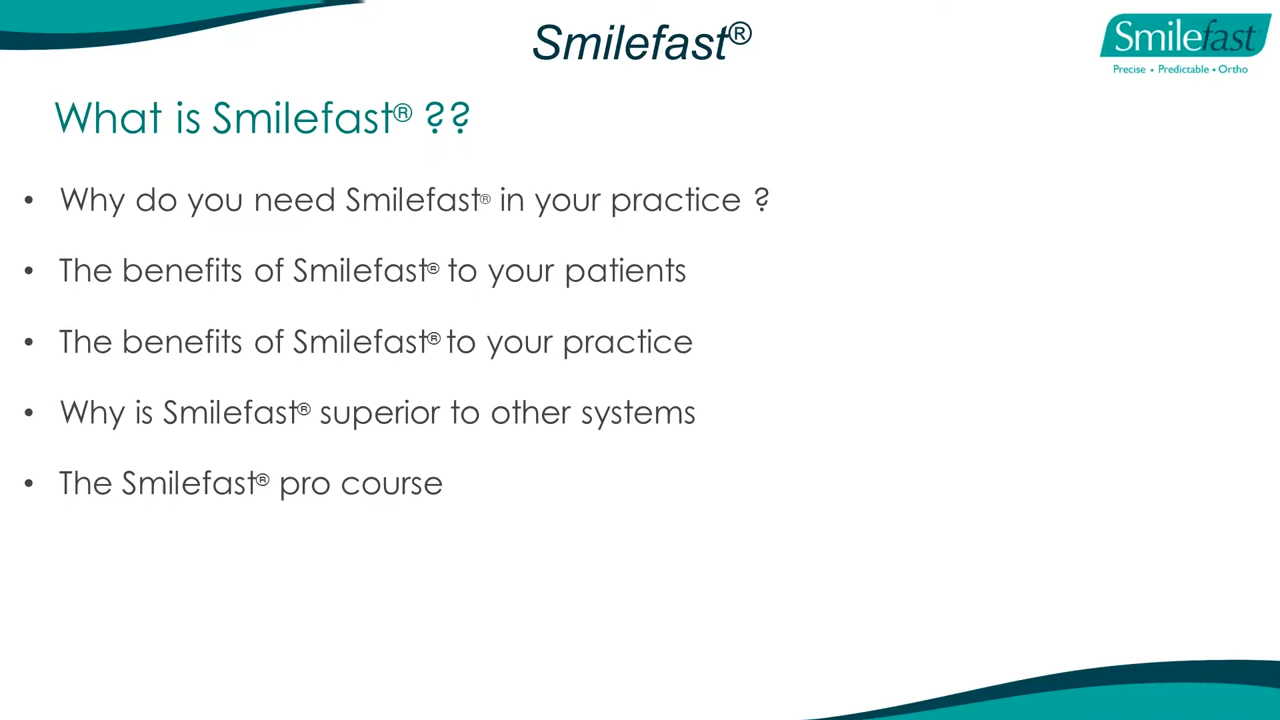 Smilefast®
Smilefast
Precise • Predictable • Ortho
What is Smilefast® ??
• Why do you need Smilefast® in your practice ?
• The benefits of Smilefast® to your patients
• The benefits of Smilefast® to your practice
• Why is Smilefast® superior to other systems
• The Smilefast® pro course